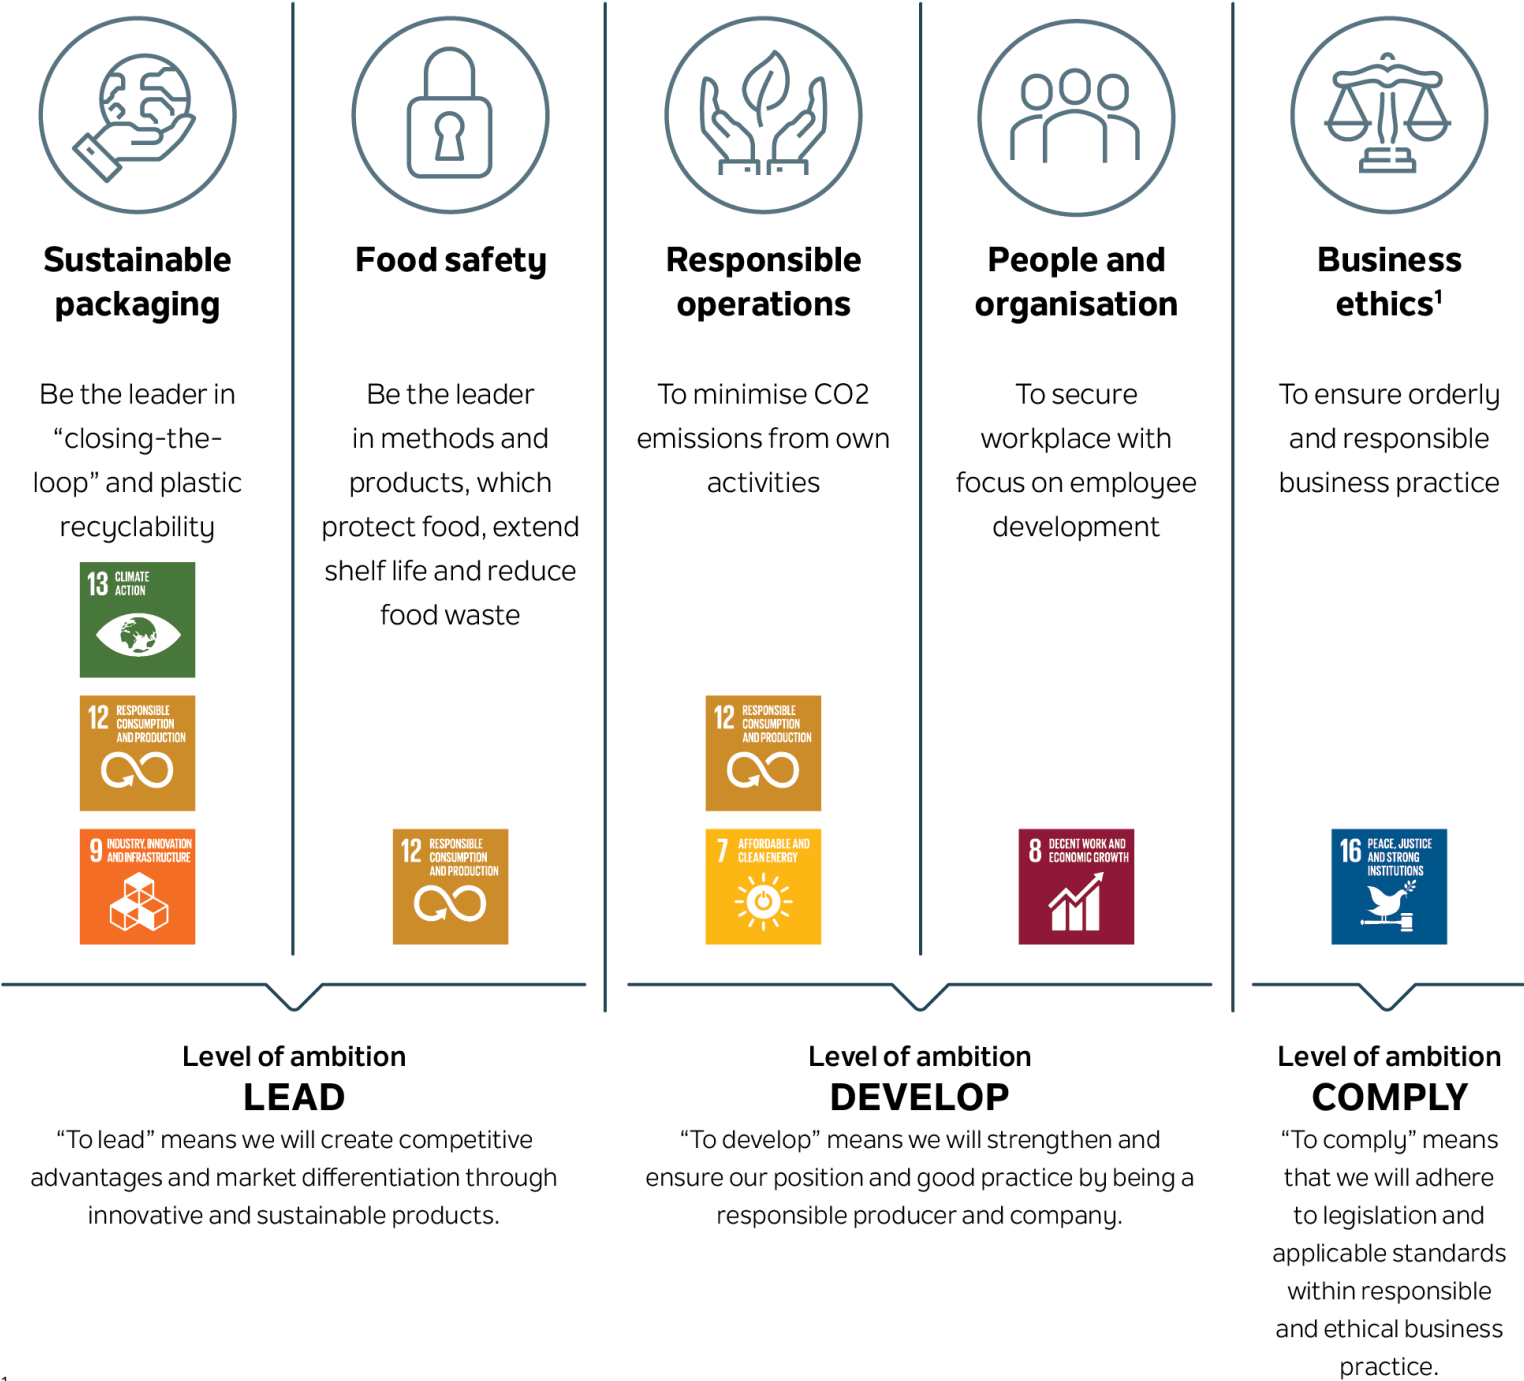 Sustainable
packaging
Be the leader in
“closing-the-
loop” and plastic
recyclability
13 CLIMATE
ACTION
12 RESPONSIBLE
CONSUMPTION
AND PRODUCTION
9 INDUSTRY, INNOVATION
AND INFRASTRUCTURE
Food safety
Be the leader
in methods and
products, which
protect food, extend
shelf life and reduce
food waste
12 RESPONSIBLE
CONSUMPTION
AND PRODUCTION
Responsible
operations
To minimise CO2
emissions from own
activities
12 RESPONSIBLE
CONSUMPTION
AND PRODUCTION
7 AFFORDABLE AND
CLEAN ENERGY
People and
organisation
To secure
workplace with
focus on employee
development
8 DECENT WORK AND
ECONOMIC GROWTH
Business
ethics¹
To ensure orderly
and responsible
business practice
16 PEACE, JUSTICE
AND STRONG
INSTITUTIONS
Level of ambition
LEAD
“To lead” means we will create competitive
advantages and market differentiation through
innovative and sustainable products.
Level of ambition
DEVELOP
“To develop” means we will strengthen and
ensure our position and good practice by being a
responsible producer and company.
Level of ambition
COMPLY
“To comply” means
that we will adhere
to legislation and
applicable standards
within responsible
and ethical business
practice.
1